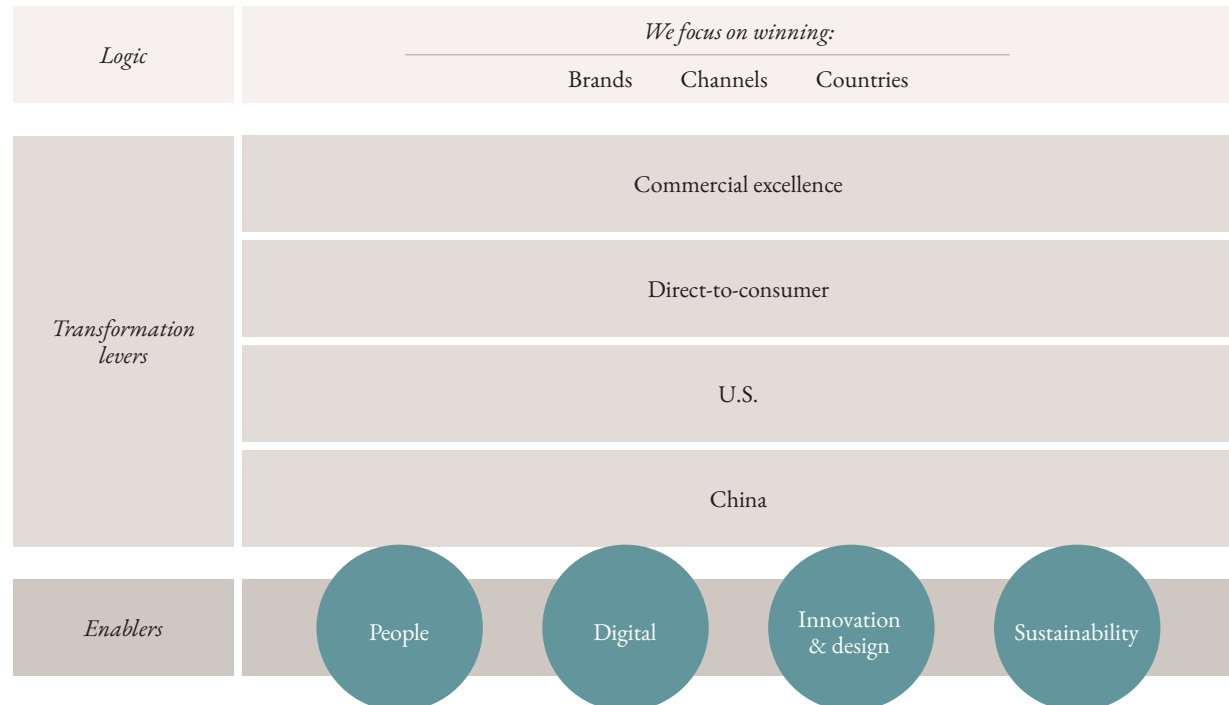 Logic
We focus on winning:
Brands Channels Countries
Transformation
levers
Commercial excellence
Direct-to-consumer
U.S.
China
Enablers
People
Digital
Innovation
& design
Sustainability